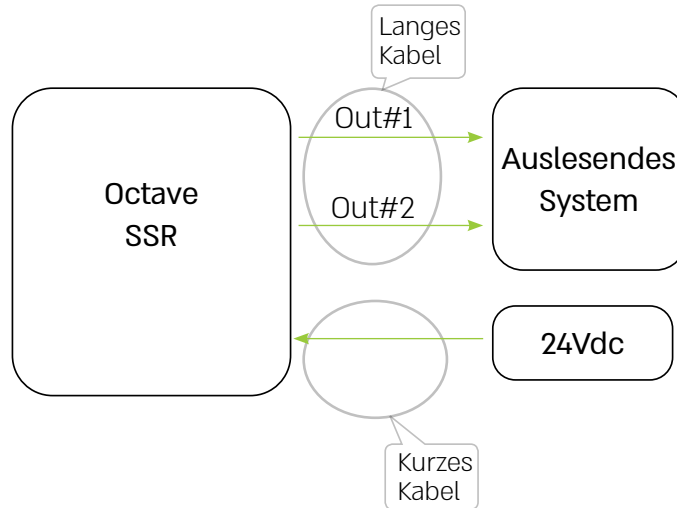 Langes
Kabel
Out#1
Out#2
Octave
SSR
Auslesendes
System
24Vdc
Kurzes
Kabel